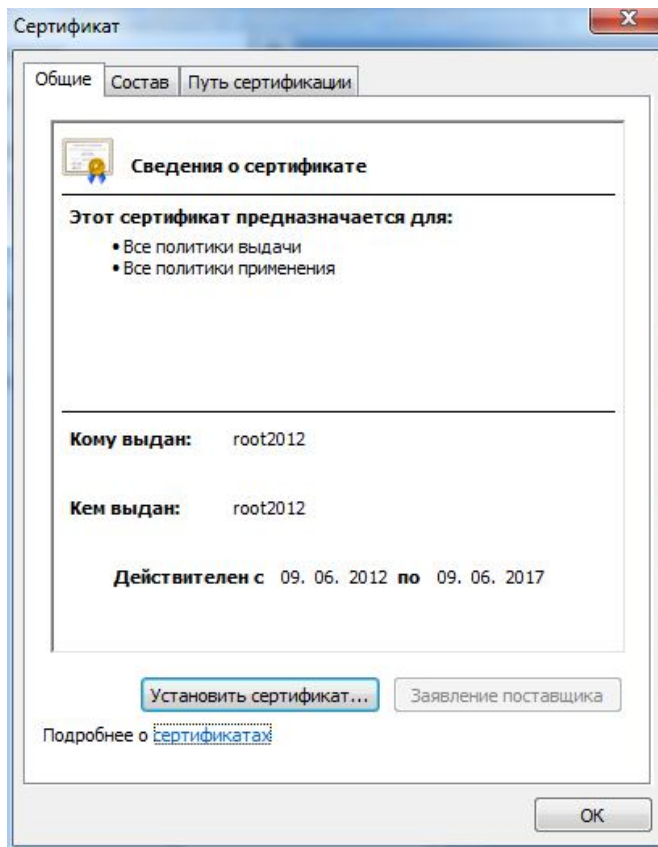 Сертификат
Общие Состав Путь сертификации
Сведения о сертификате
Этот сертификат предназначается для:
• Все политики выдачи
• Все политики применения
Кому выдан: root2012
Кем выдан: root2012
Действителен с 09. 06. 2012 по 09. 06. 2017
Установить сертификат... Заявление поставщика
Подробнее о сертификатах
ОК